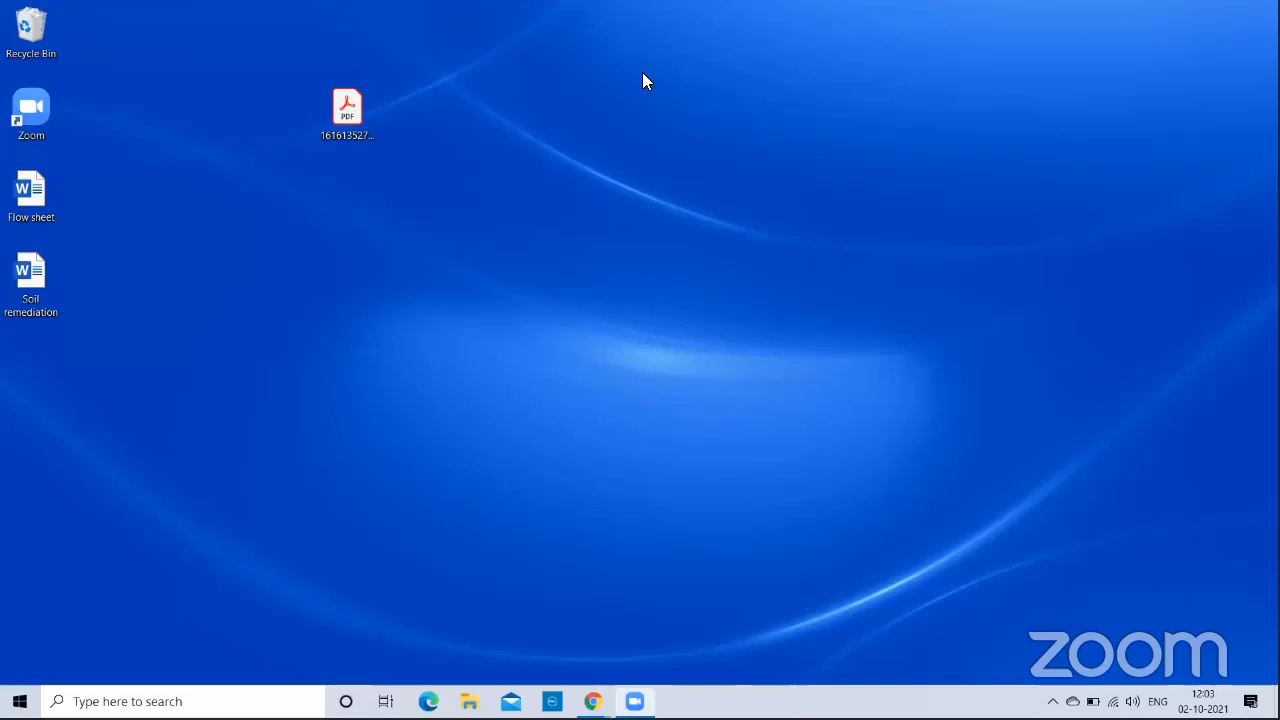 Recycle Bin
Zoom
PDF
161613527...
W
Flow sheet
W
Soil
remediation
zoom
Type here to search
ENG
12:03
02-10-2021